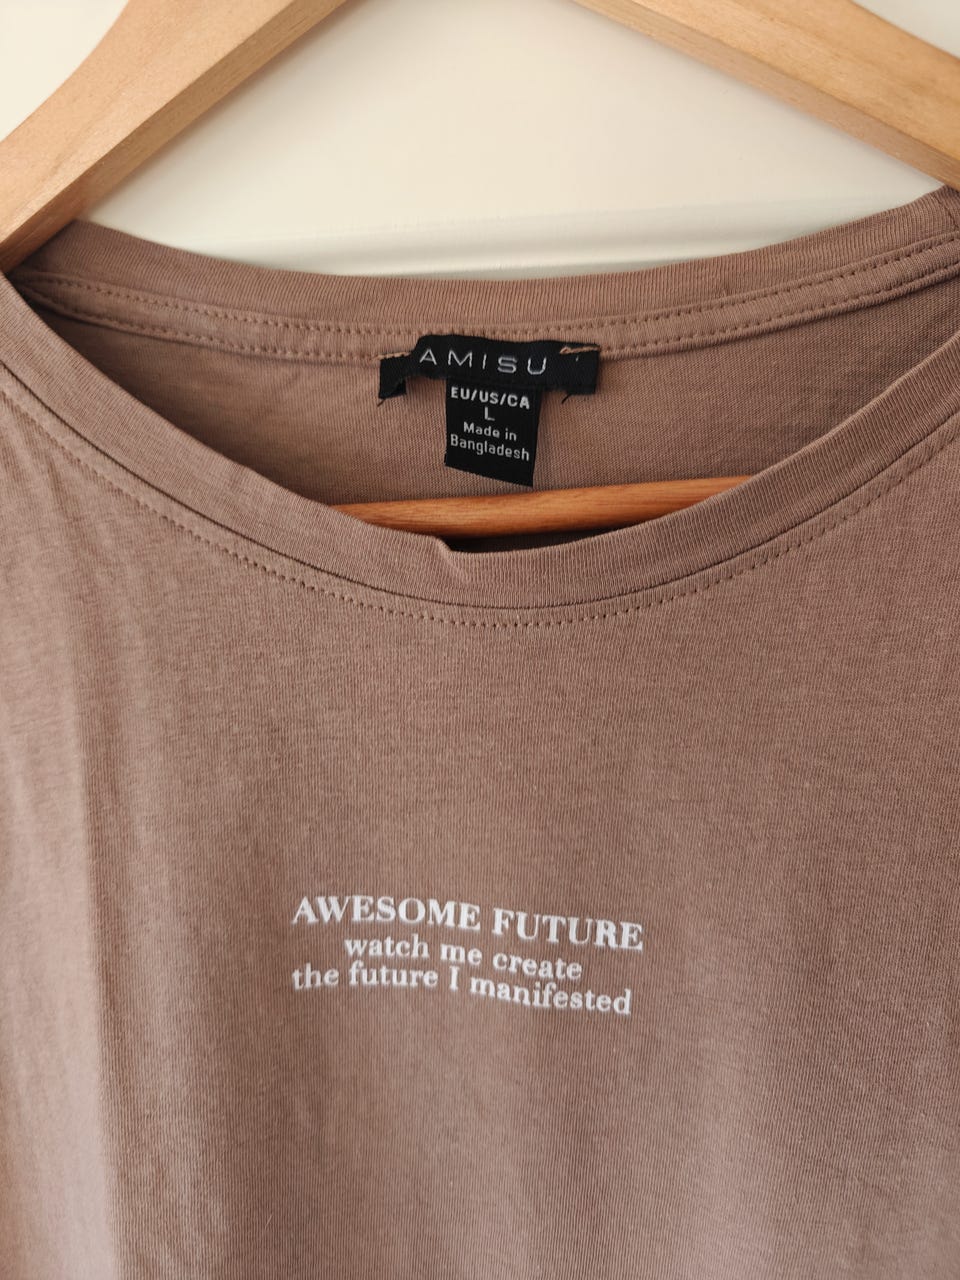 AMISU
EU/US/CA
L
Made in
Bangladesh
AWESOME FUTURE
watch me create
the future I manifested